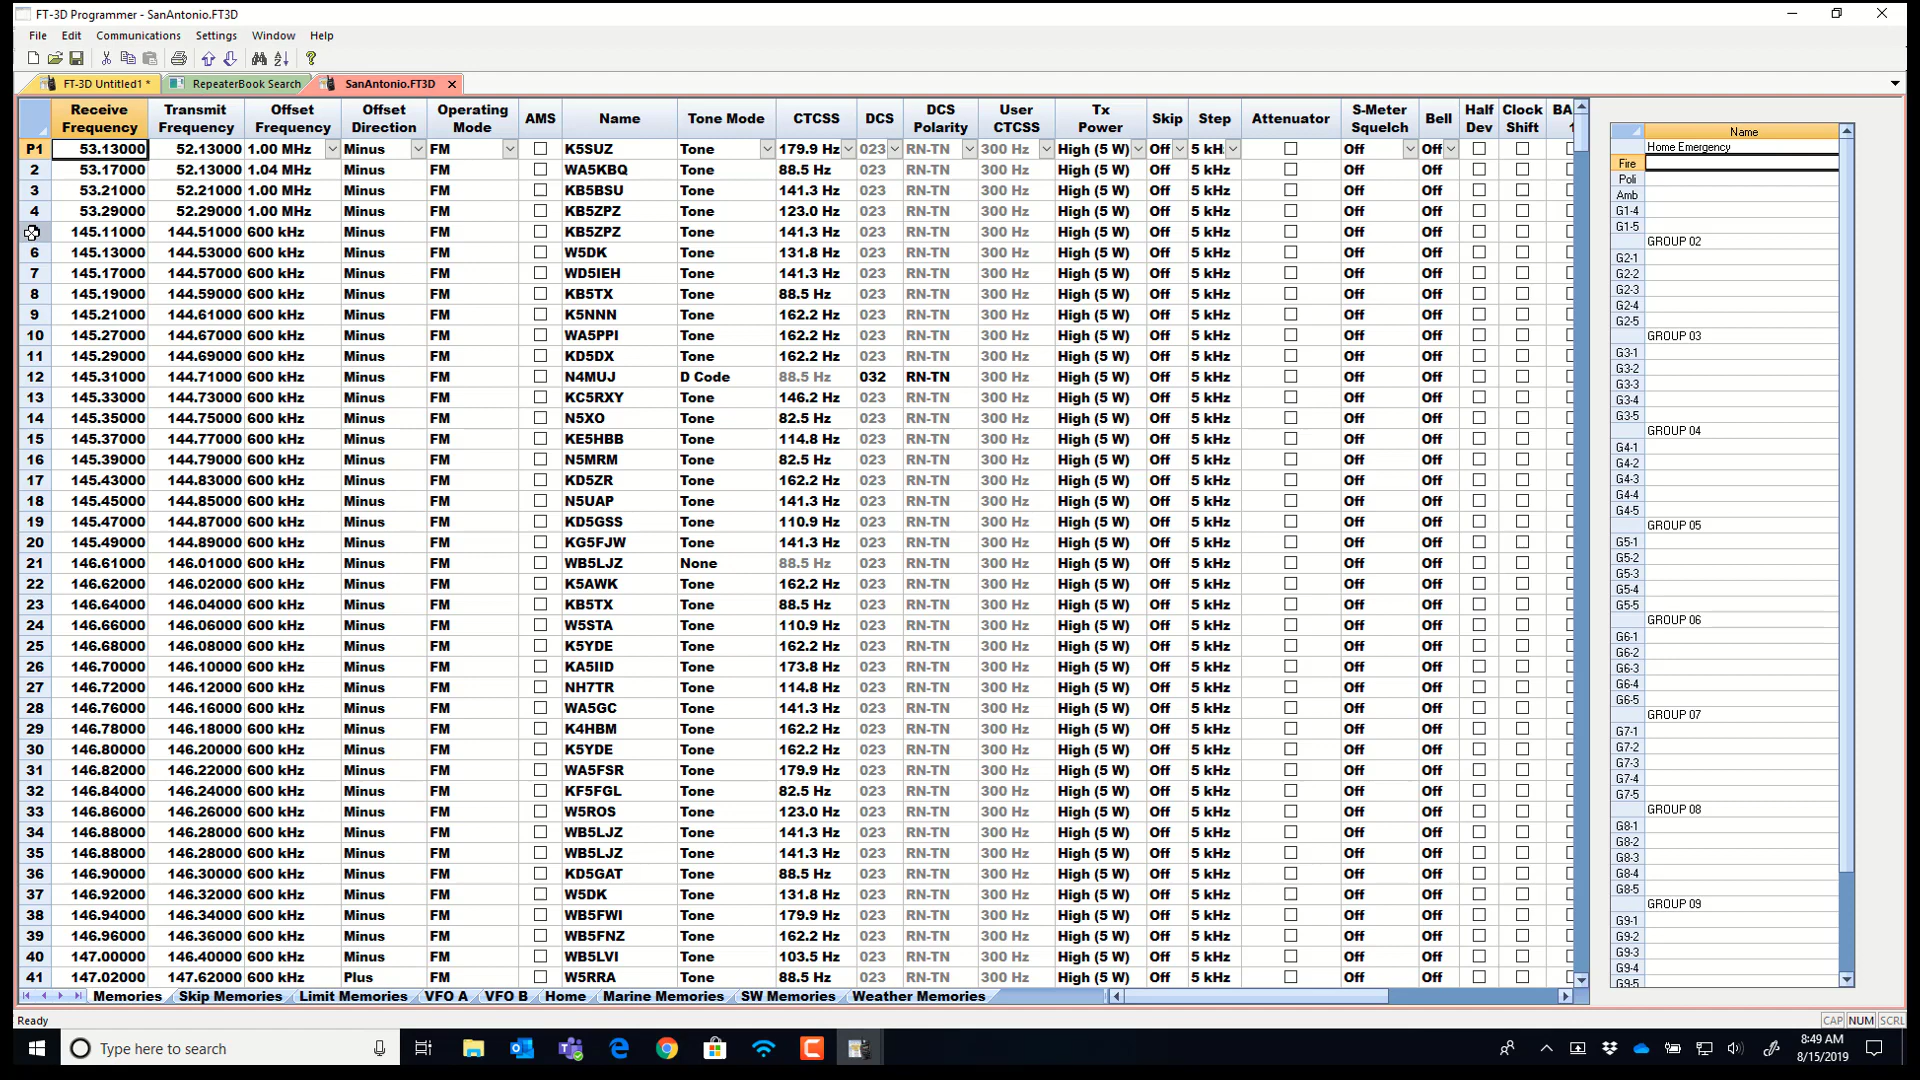 FT-3D Programmer - SanAntonio.FT3D
File Edit Communications Settings Window Help
FT-3D Untitled1 * RepeaterBook Search SanAntonio.FT3D
Receive Frequency Transmit Frequency Offset Frequency Offset Direction Operating Mode AMS Name Tone Mode CTCSS DCS DCS Polarity User CTCSS Tx Power Skip Step Attenuator S-Meter Squelch Bell Half Dev Clock Shift
P1 53.13000 52.13000 1.00 MHz Minus FM K5SUZ Tone 179.9 Hz 023 RN-TN 300 Hz High (5 W) Off 5 kH Off Off
2 53.17000 52.13000 1.04 MHz Minus FM WA5KBQ Tone 88.5 Hz 023 RN-TN 300 Hz High (5 W) Off 5 kHz Off Off
3 53.21000 52.21000 1.00 MHz Minus FM KB5BSU Tone 141.3 Hz 023 RN-TN 300 Hz High (5 W) Off 5 kHz Off Off
4 53.29000 52.29000 1.00 MHz Minus FM KB5ZPZ Tone 123.0 Hz 023 RN-TN 300 Hz High (5 W) Off 5 kHz Off Off
145.11000 144.51000 600 kHz Minus FM KB5ZPZ Tone 141.3 Hz 023 RN-TN 300 Hz High (5 W) Off 5 kHz Off Off
6 145.13000 144.53000 600 kHz Minus FM W5DK Tone 131.8 Hz 023 RN-TN 300 Hz High (5 W) Off 5 kHz Off Off
7 145.17000 144.57000 600 kHz Minus FM WD5IEH Tone 141.3 Hz 023 RN-TN 300 Hz High (5 W) Off 5 kHz Off Off
8 145.19000 144.59000 600 kHz Minus FM KB5TX Tone 88.5 Hz 023 RN-TN 300 Hz High (5 W) Off 5 kHz Off Off
9 145.21000 144.61000 600 kHz Minus FM K5NNN Tone 162.2 Hz 023 RN-TN 300 Hz High (5 W) Off 5 kHz Off Off
10 145.27000 144.67000 600 kHz Minus FM WA5PPI Tone 162.2 Hz 023 RN-TN 300 Hz High (5 W) Off 5 kHz Off Off
11 145.29000 144.69000 600 kHz Minus FM KD5DX Tone 162.2 Hz 023 RN-TN 300 Hz High (5 W) Off 5 kHz Off Off
12 145.31000 144.71000 600 kHz Minus FM N4MUJ D Code 88.5 Hz 032 RN-TN 300 Hz High (5 W) Off 5 kHz Off Off
13 145.33000 144.73000 600 kHz Minus FM KC5RXY Tone 146.2 Hz 023 RN-TN 300 Hz High (5 W) Off 5 kHz Off Off
14 145.35000 144.75000 600 kHz Minus FM N5XO Tone 82.5 Hz 023 RN-TN 300 Hz High (5 W) Off 5 kHz Off Off
15 145.37000 144.77000 600 kHz Minus FM KE5HBB Tone 114.8 Hz 023 RN-TN 300 Hz High (5 W) Off 5 kHz Off Off
16 145.39000 144.79000 600 kHz Minus FM N5MRM Tone 82.5 Hz 023 RN-TN 300 Hz High (5 W) Off 5 kHz Off Off
17 145.43000 144.83000 600 kHz Minus FM KD5ZR Tone 162.2 Hz 023 RN-TN 300 Hz High (5 W) Off 5 kHz Off Off
18 145.45000 144.85000 600 kHz Minus FM N5UAP Tone 141.3 Hz 023 RN-TN 300 Hz High (5 W) Off 5 kHz Off Off
19 145.47000 144.87000 600 kHz Minus FM KD5GSS Tone 110.9 Hz 023 RN-TN 300 Hz High (5 W) Off 5 kHz Off Off
20 145.49000 144.89000 600 kHz Minus FM KG5FJW Tone 141.3 Hz 023 RN-TN 300 Hz High (5 W) Off 5 kHz Off Off
21 146.61000 146.01000 600 kHz Minus FM WB5LJZ None 88.5 Hz 023 RN-TN 300 Hz High (5 W) Off 5 kHz Off Off
22 146.62000 146.02000 600 kHz Minus FM K5AWK Tone 162.2 Hz 023 RN-TN 300 Hz High (5 W) Off 5 kHz Off Off
23 146.64000 146.04000 600 kHz Minus FM KB5TX Tone 88.5 Hz 023 RN-TN 300 Hz High (5 W) Off 5 kHz Off Off
24 146.66000 146.06000 600 kHz Minus FM W5STA Tone 110.9 Hz 023 RN-TN 300 Hz High (5 W) Off 5 kHz Off Off
25 146.68000 146.08000 600 kHz Minus FM K5YDE Tone 162.2 Hz 023 RN-TN 300 Hz High (5 W) Off 5 kHz Off Off
26 146.70000 146.10000 600 kHz Minus FM KA5IID Tone 173.8 Hz 023 RN-TN 300 Hz High (5 W) Off 5 kHz Off Off
27 146.72000 146.12000 600 kHz Minus FM NH7TR Tone 114.8 Hz 023 RN-TN 300 Hz High (5 W) Off 5 kHz Off Off
28 146.76000 146.16000 600 kHz Minus FM WA5GC Tone 141.3 Hz 023 RN-TN 300 Hz High (5 W) Off 5 kHz Off Off
29 146.78000 146.18000 600 kHz Minus FM K4HBM Tone 162.2 Hz 023 RN-TN 300 Hz High (5 W) Off 5 kHz Off Off
30 146.80000 146.20000 600 kHz Minus FM K5YDE Tone 162.2 Hz 023 RN-TN 300 Hz High (5 W) Off 5 kHz Off Off
31 146.82000 146.22000 600 kHz Minus FM WA5FSR Tone 179.9 Hz 023 RN-TN 300 Hz High (5 W) Off 5 kHz Off Off
32 146.84000 146.24000 600 kHz Minus FM KF5FGL Tone 82.5 Hz 023 RN-TN 300 Hz High (5 W) Off 5 kHz Off Off
33 146.86000 146.26000 600 kHz Minus FM W5ROS Tone 123.0 Hz 023 RN-TN 300 Hz High (5 W) Off 5 kHz Off Off
34 146.88000 146.28000 600 kHz Minus FM WB5LJZ Tone 141.3 Hz 023 RN-TN 300 Hz High (5 W) Off 5 kHz Off Off
35 146.88000 146.28000 600 kHz Minus FM WB5LJZ Tone 141.3 Hz 023 RN-TN 300 Hz High (5 W) Off 5 kHz Off Off
36 146.90000 146.30000 600 kHz Minus FM KD5GAT Tone 88.5 Hz 023 RN-TN 300 Hz High (5 W) Off 5 kHz Off Off
37 146.92000 146.32000 600 kHz Minus FM W5DK Tone 131.8 Hz 023 RN-TN 300 Hz High (5 W) Off 5 kHz Off Off
38 146.94000 146.34000 600 kHz Minus FM WB5FWI Tone 179.9 Hz 023 RN-TN 300 Hz High (5 W) Off 5 kHz Off Off
39 146.96000 146.36000 600 kHz Minus FM WB5FNZ Tone 162.2 Hz 023 RN-TN 300 Hz High (5 W) Off 5 kHz Off Off
40 147.00000 146.40000 600 kHz Minus FM WB5LVI Tone 103.5 Hz 023 RN-TN 300 Hz High (5 W) Off 5 kHz Off Off
41 147.02000 147.62000 600 kHz Plus FM W5RRA Tone 88.5 Hz 023 RN-TN 300 Hz High (5 W) Off 5 kHz Off Off
Memories Skip Memories Limit Memories VFO A VFO B Home Marine Memories SW Memories Weather Memories
Name
Home Emergency
Fire
Poli
Amb
G1-4
G1-5
GROUP 02
G2-1
G2-2
G2-3
G2-4
G2-5
GROUP 03
G3-1
G3-2
G3-3
G3-4
G3-5
GROUP 04
G4-1
G4-2
G4-3
G4-4
G4-5
GROUP 05
G5-1
G5-2
G5-3
G5-4
G5-5
GROUP 06
G6-1
G6-2
G6-3
G6-4
G6-5
GROUP 07
G7-1
G7-2
G7-3
G7-4
G7-5
GROUP 08
G8-1
G8-2
G8-3
G8-4
G8-5
GROUP 09
G9-1
G9-2
G9-3
G9-4
G9-5
Ready CAP NUM SCRL
Type here to search
8:49 AM
8/15/2019